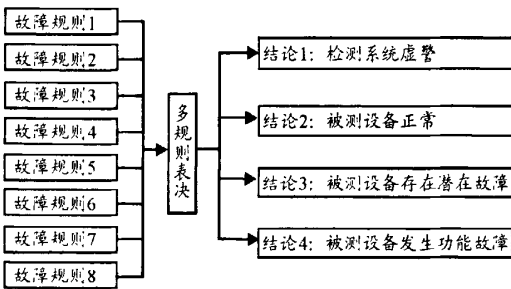 故障规则1
故障规则2
故障规则3
故障规则4
故障规则5
故障规则6
故障规则7
故障规则8
多规则表决
结论1：检测系统虚警
结论2：被测设备正常
结论3：被测设备存在潜在故障
结论4：被测设备发生功能故障